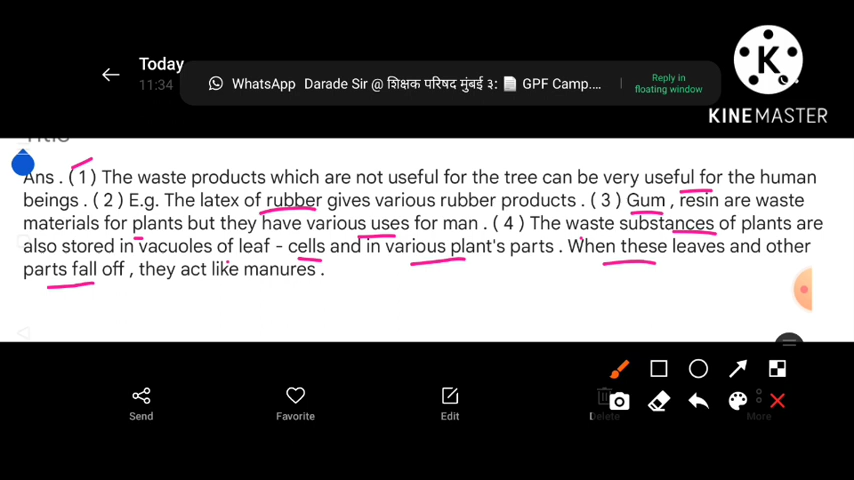 Today
11:34
WhatsApp Darade Sir @ शिक्षक परिषद मुंबई ३: 📄 GPF Camp....
Reply in
floating window
K
KINEMASTER
Title
Ans . ( 1 ) The waste products which are not useful for the tree can be very useful for the human
beings . ( 2 ) E.g. The latex of rubber gives various rubber products . ( 3 ) Gum , resin are waste
materials for plants but they have various uses for man . ( 4 ) The waste substances of plants are
also stored in vacuoles of leaf - cells and in various plant's parts . When these leaves and other
parts fall off , they act like manures .
Send
Favorite
Edit
Delete
More